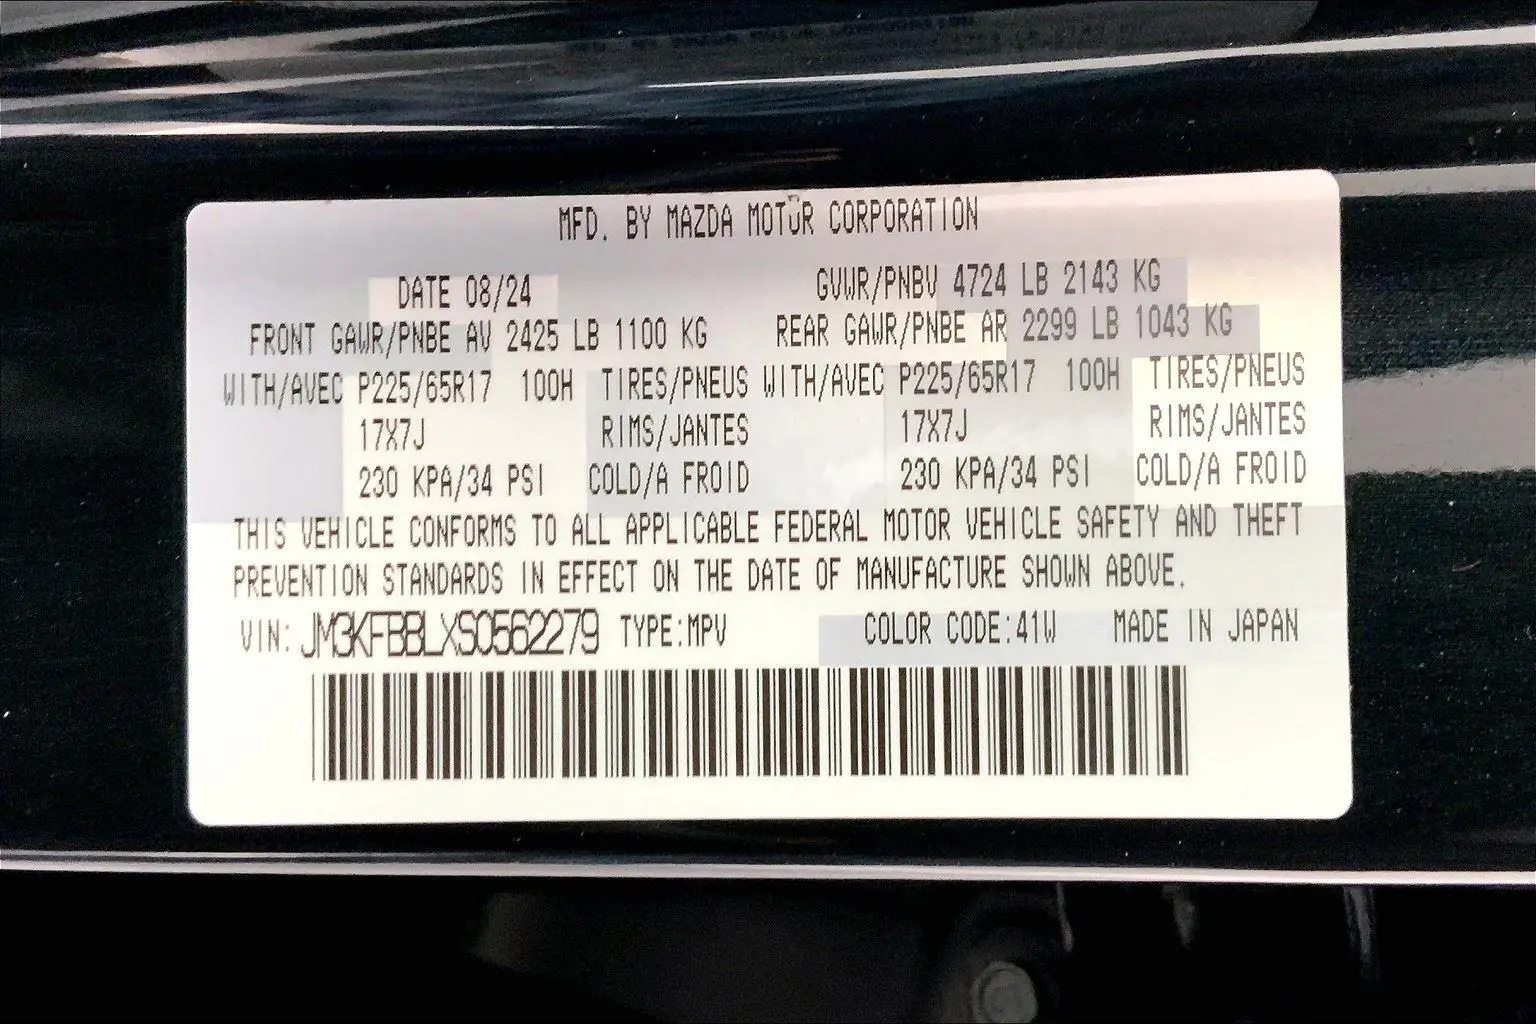 MFD. BY MAZDA MOTOR CORPORATION
DATE 08/24 GVWR/PNBV 4724 LB 2143 KG
FRONT GAWR/PNBE AV 2425 LB 1100 KG REAR GAWR/PNBE AR 2299 LB 1043 KG
WITH/AVEC P225/65R17 100H TIRES/PNEUS WITH/AVEC P225/65R17 100H TIRES/PNEUS
17X7J RIMS/JANTES 17X7J RIMS/JANTES
230 KPA/34 PSI COLD/A FROID 230 KPA/34 PSI COLD/A FROID
THIS VEHICLE CONFORMS TO ALL APPLICABLE FEDERAL MOTOR VEHICLE SAFETY AND THEFT
PREVENTION STANDARDS IN EFFECT ON THE DATE OF MANUFACTURE SHOWN ABOVE.
VIN: JM3KFBBLXS0562279 TYPE:MPV COLOR CODE:41W MADE IN JAPAN